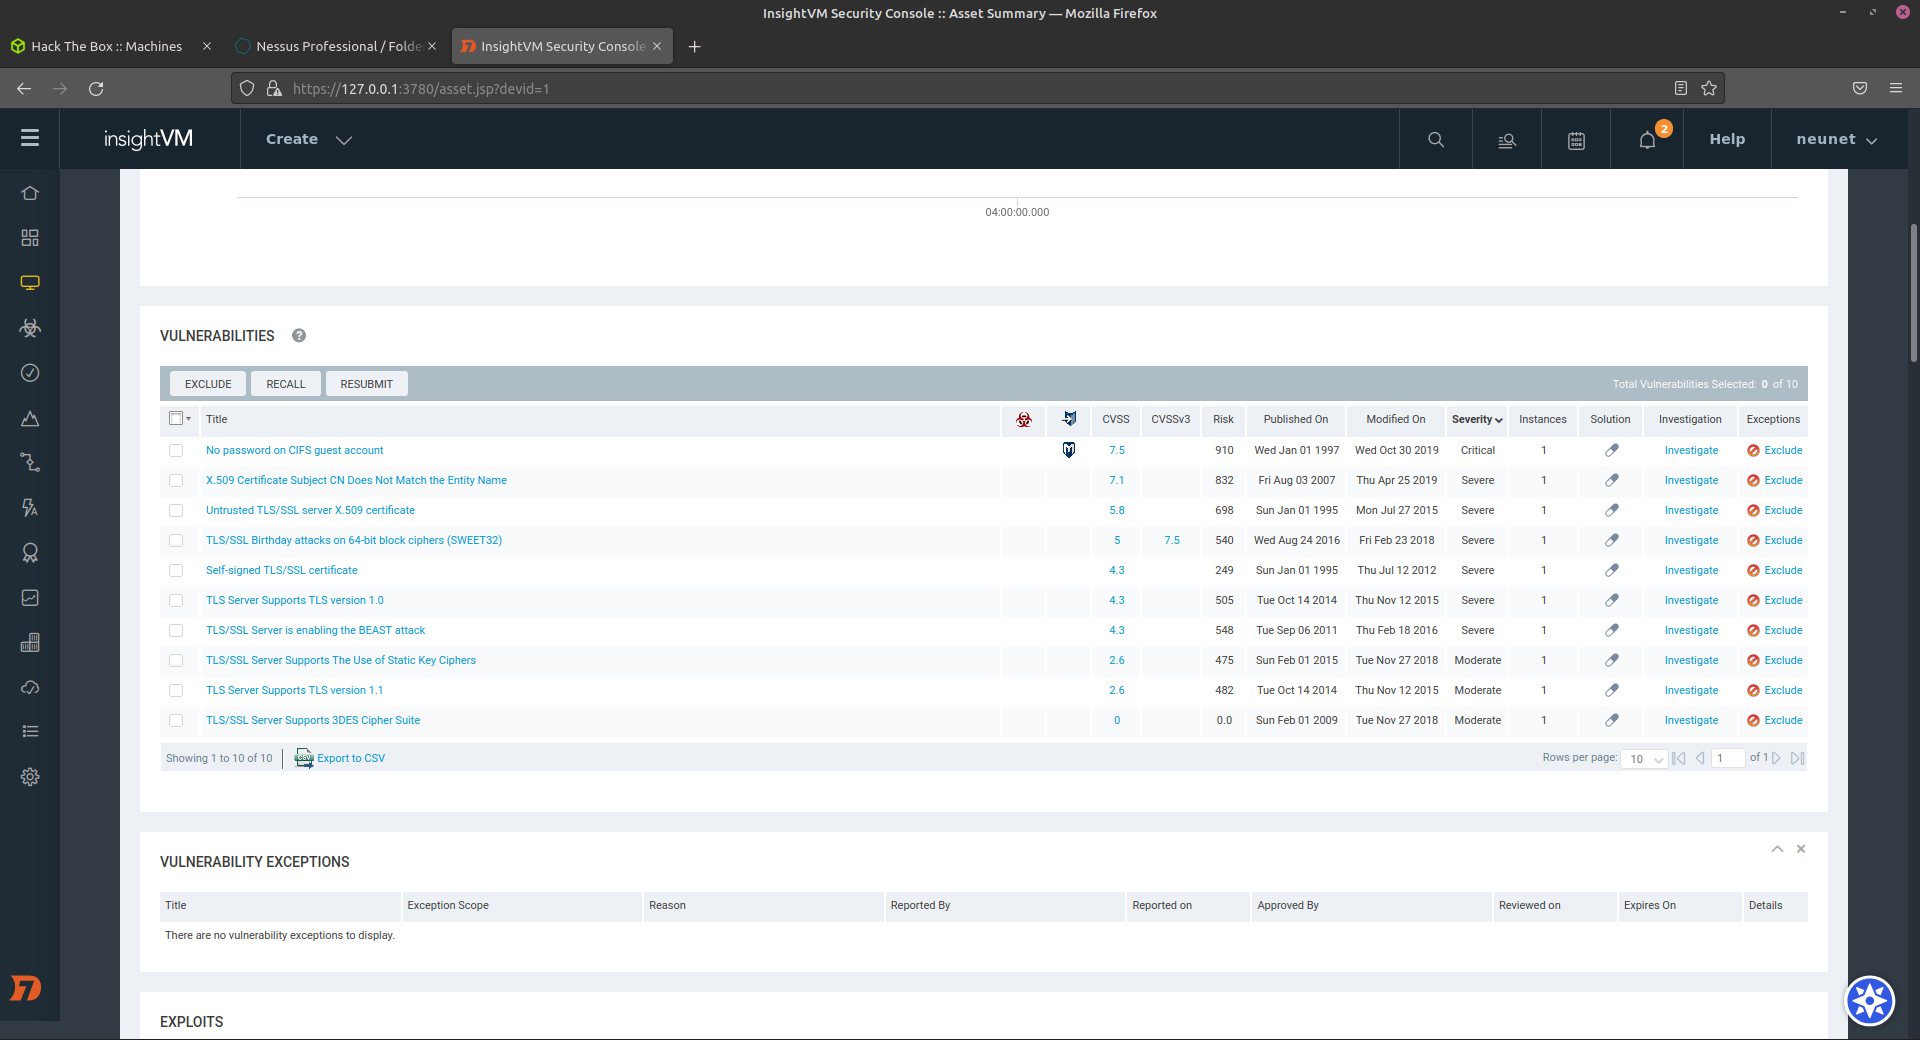 InsightVM Security Console :: Asset Summary — Mozilla Firefox
Hack The Box :: Machines
Nessus Professional / Folde
InsightVM Security Console
https://127.0.0.1:3780/asset.jsp?devid=1
insightVM
Create
2
Help
neunet
04:00:00.000
VULNERABILITIES ?
EXCLUDE RECALL RESUBMIT Total Vulnerabilities Selected: 0 of 10
Title CVSS CVSSv3 Risk Published On Modified On Severity Instances Solution Investigation Exceptions
No password on CIFS guest account 7.5 910 Wed Jan 01 1997 Wed Oct 30 2019 Critical 1 Investigate Exclude
X.509 Certificate Subject CN Does Not Match the Entity Name 7.1 832 Fri Aug 03 2007 Thu Apr 25 2019 Severe 1 Investigate Exclude
Untrusted TLS/SSL server X.509 certificate 5.8 698 Sun Jan 01 1995 Mon Jul 27 2015 Severe 1 Investigate Exclude
TLS/SSL Birthday attacks on 64-bit block ciphers (SWEET32) 5 7.5 540 Wed Aug 24 2016 Fri Feb 23 2018 Severe 1 Investigate Exclude
Self-signed TLS/SSL certificate 4.3 249 Sun Jan 01 1995 Thu Jul 12 2012 Severe 1 Investigate Exclude
TLS Server Supports TLS version 1.0 4.3 505 Tue Oct 14 2014 Thu Nov 12 2015 Severe 1 Investigate Exclude
TLS/SSL Server is enabling the BEAST attack 4.3 548 Tue Sep 06 2011 Thu Feb 18 2016 Severe 1 Investigate Exclude
TLS/SSL Server Supports The Use of Static Key Ciphers 2.6 475 Sun Feb 01 2015 Tue Nov 27 2018 Moderate 1 Investigate Exclude
TLS Server Supports TLS version 1.1 2.6 482 Tue Oct 14 2014 Thu Nov 12 2015 Moderate 1 Investigate Exclude
TLS/SSL Server Supports 3DES Cipher Suite 0 0.0 Sun Feb 01 2009 Tue Nov 27 2018 Moderate 1 Investigate Exclude
Showing 1 to 10 of 10 CSV Export to CSV Rows per page: 10 1 of 1
VULNERABILITY EXCEPTIONS
Title Exception Scope Reason Reported By Reported on Approved By Reviewed on Expires On Details
There are no vulnerability exceptions to display.
EXPLOITS